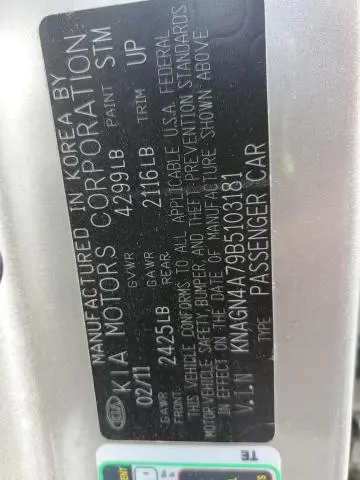 MANUFACTURED IN KOREA BY
KIA MOTORS CORPORATION
KIA
02/11 GVWR 4299LB PAINT STM
GAWR FRONT 2425LB GAWR REAR 2116LB TRIM UP
THIS VEHICLE CONFORMS TO ALL APPLICABLE U.S.A. FEDERAL
MOTOR VEHICLE SAFETY, BUMPER, AND THEFT PREVENTION STANDARDS
IN EFFECT ON THE DATE OF MANUFACTURE SHOWN ABOVE
V.I.N KNAGN4A79B5103181
TYPE PASSENGER CAR
TE